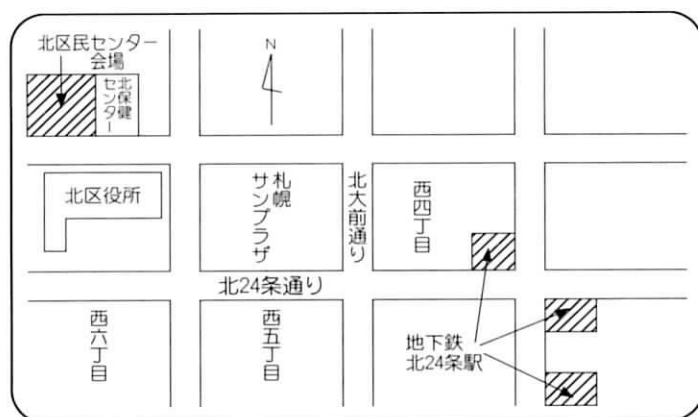 北区民センター
会場
北保健
センター
N
北区役所
札幌
サンプラザ
北大前通り
西四丁目
北24条通り
西六丁目
西五丁目
地下鉄
北24条駅